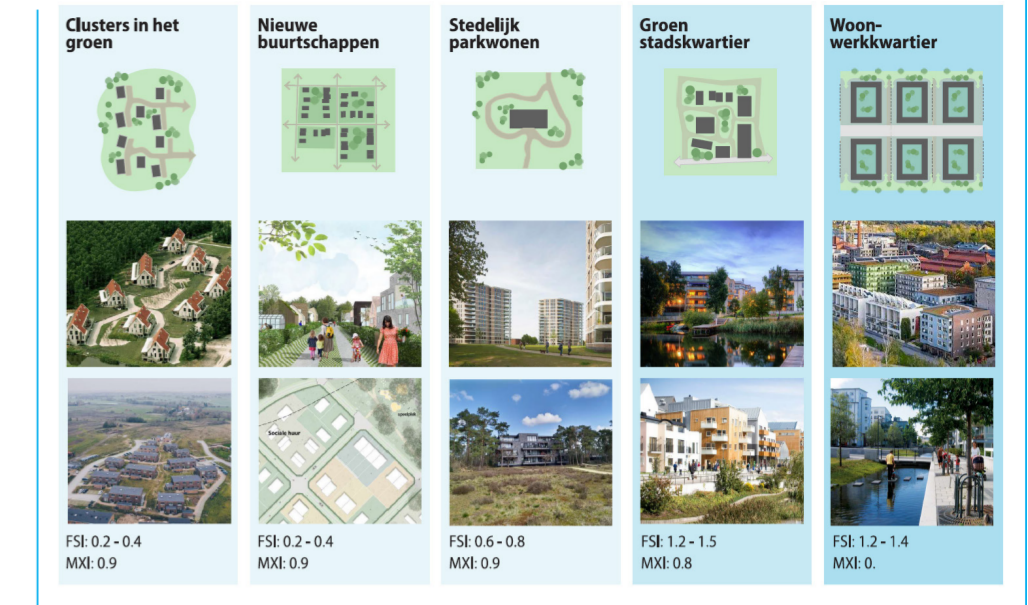 Clusters in het
groen
Nieuwe
buurtschappen
Stedelijk
parkwonen
Groen
stadskwartier
Woon-
werkkwartier
Sociale huur
speelplek
FSI: 0.2 - 0.4
MXI: 0.9
FSI: 0.2 - 0.4
MXI: 0.9
FSI: 0.6 - 0.8
MXI: 0.9
FSI: 1.2 - 1.5
MXI: 0.8
FSI: 1.2 - 1.4
MXI: 0.